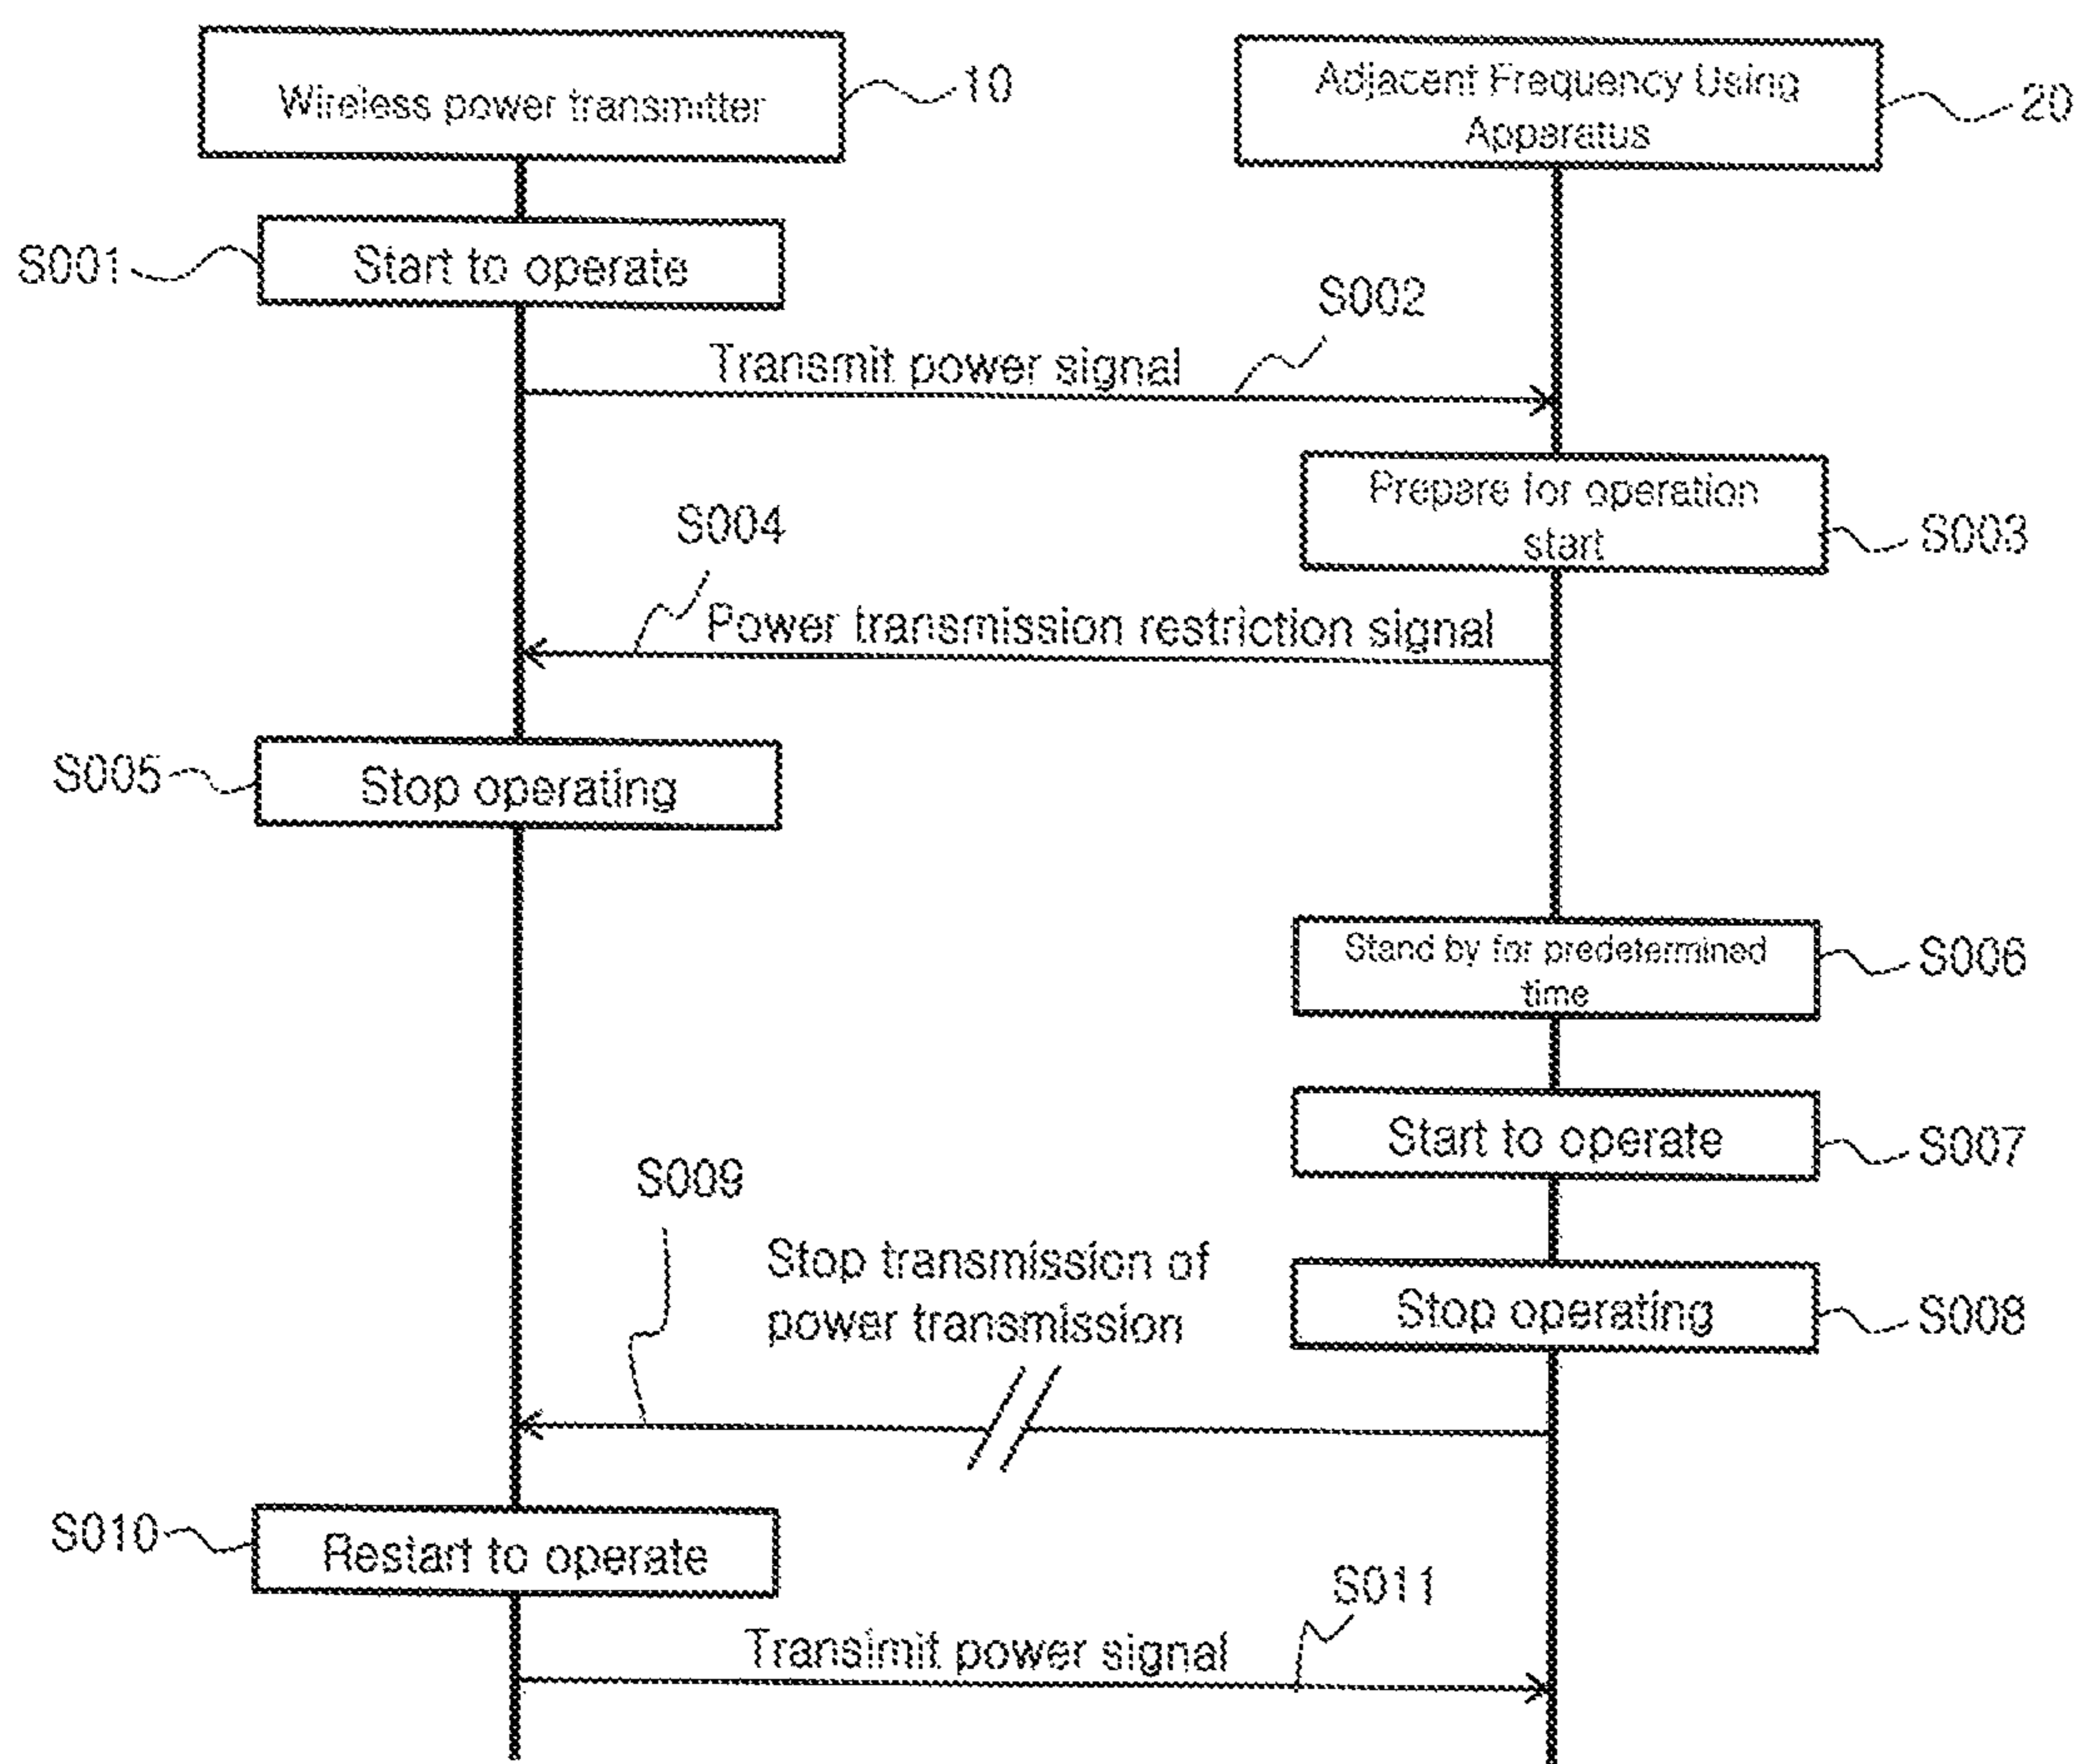 Wireless power transmitter
10
Adjacent Frequency Using
Apparatus
20
S001
Start to operate
S002
Transmit power signal
Prepare for operation
start
S003
S004
Power transmission restriction signal
S005
Stop operating
Stand by for predetermined
time
S006
Start to operate
S007
S009
Stop transmission of
power transmission
Stop operating
S008
S010
Restart to operate
S011
Transimit power signal